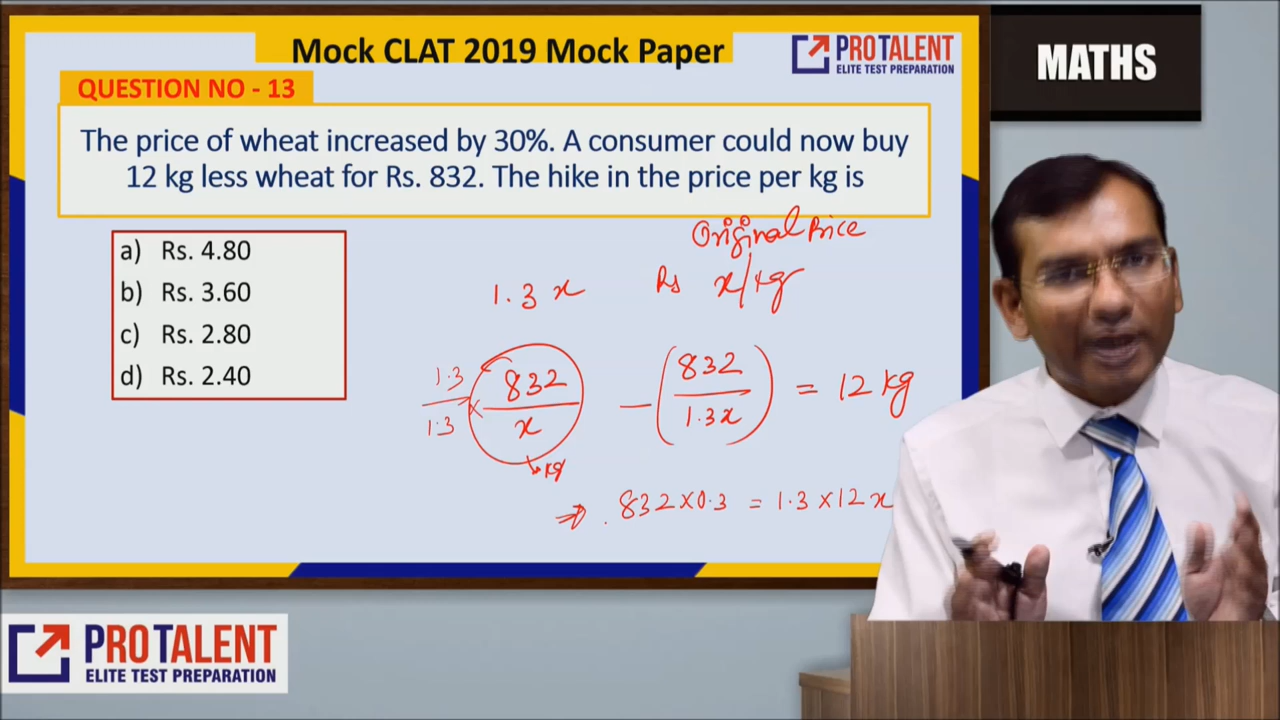 Mock CLAT 2019 Mock Paper
PROTALENT
ELITE TEST PREPARATION
MATHS
QUESTION NO - 13
The price of wheat increased by 30%. A consumer could now buy
12 kg less wheat for Rs. 832. The hike in the price per kg is
a) Rs. 4.80
b) Rs. 3.60
c) Rs. 2.80
d) Rs. 2.40
Original Price
1.3 x Rs x/kg
1.3/1.3 × 832/x - (832/1.3x) = 12 kg
kg
⇒ 832×0.3 = 1.3×12x
PROTALENT
ELITE TEST PREPARATION